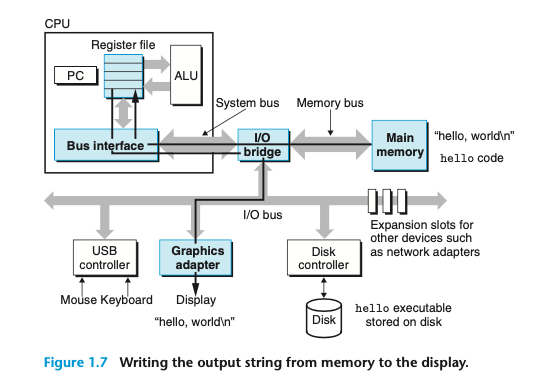 CPU
Register file
PC
ALU
System bus
Memory bus
Bus interface
I/O
bridge
Main
memory
"hello, world\n"
hello code
I/O bus
Expansion slots for
other devices such
as network adapters
USB
controller
Graphics
adapter
Disk
controller
Mouse Keyboard
Display
"hello, world\n"
Disk
hello executable
stored on disk
Figure 1.7 Writing the output string from memory to the display.